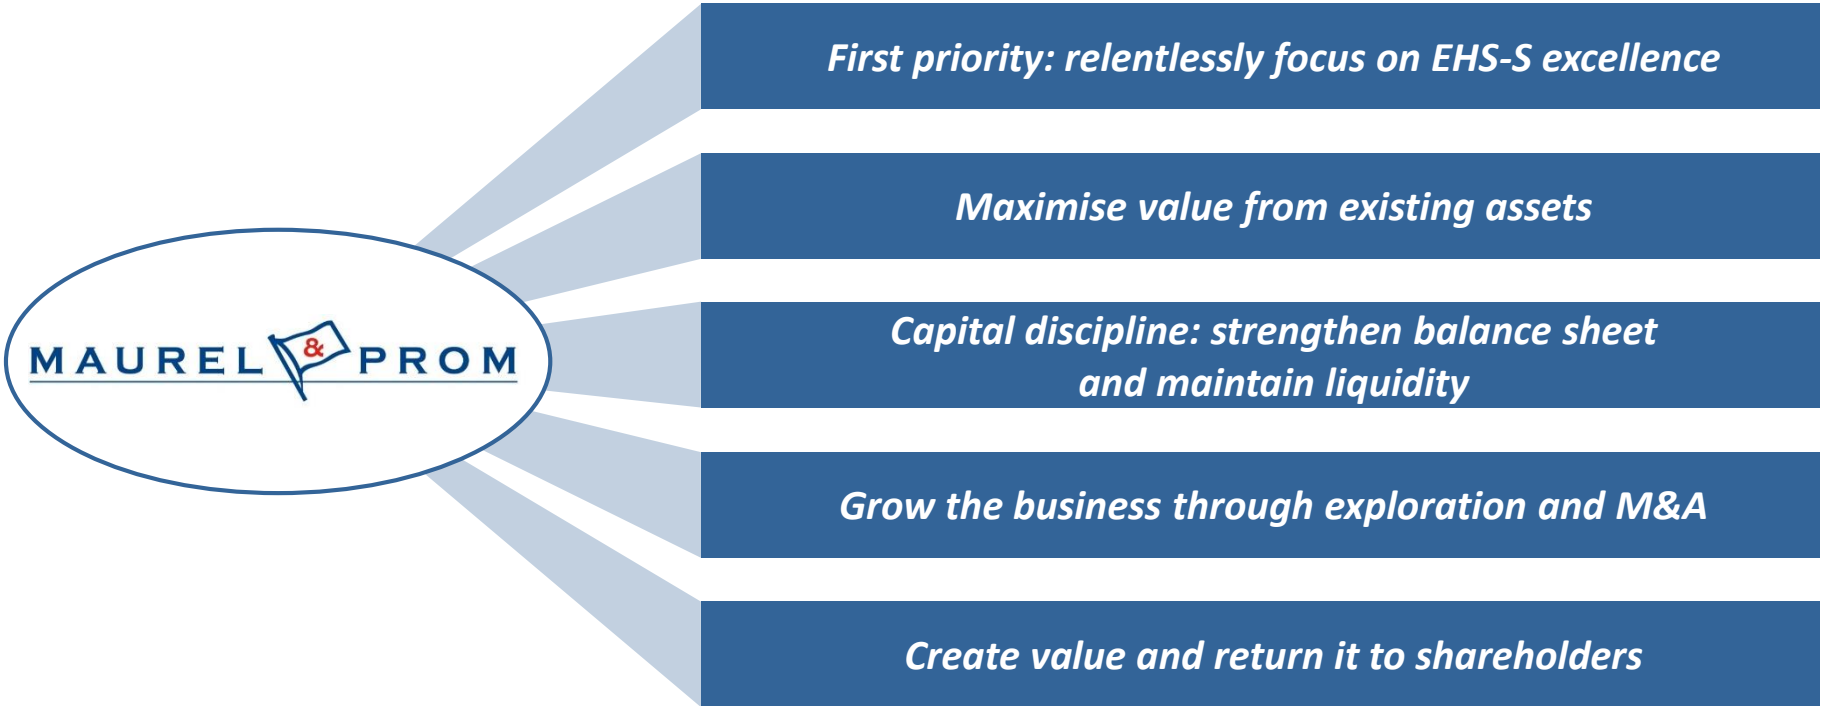 First priority: relentlessly focus on EHS-S excellence
Maximise value from existing assets
MAUREL & PROM
Capital discipline: strengthen balance sheet
and maintain liquidity
Grow the business through exploration and M&A
Create value and return it to shareholders